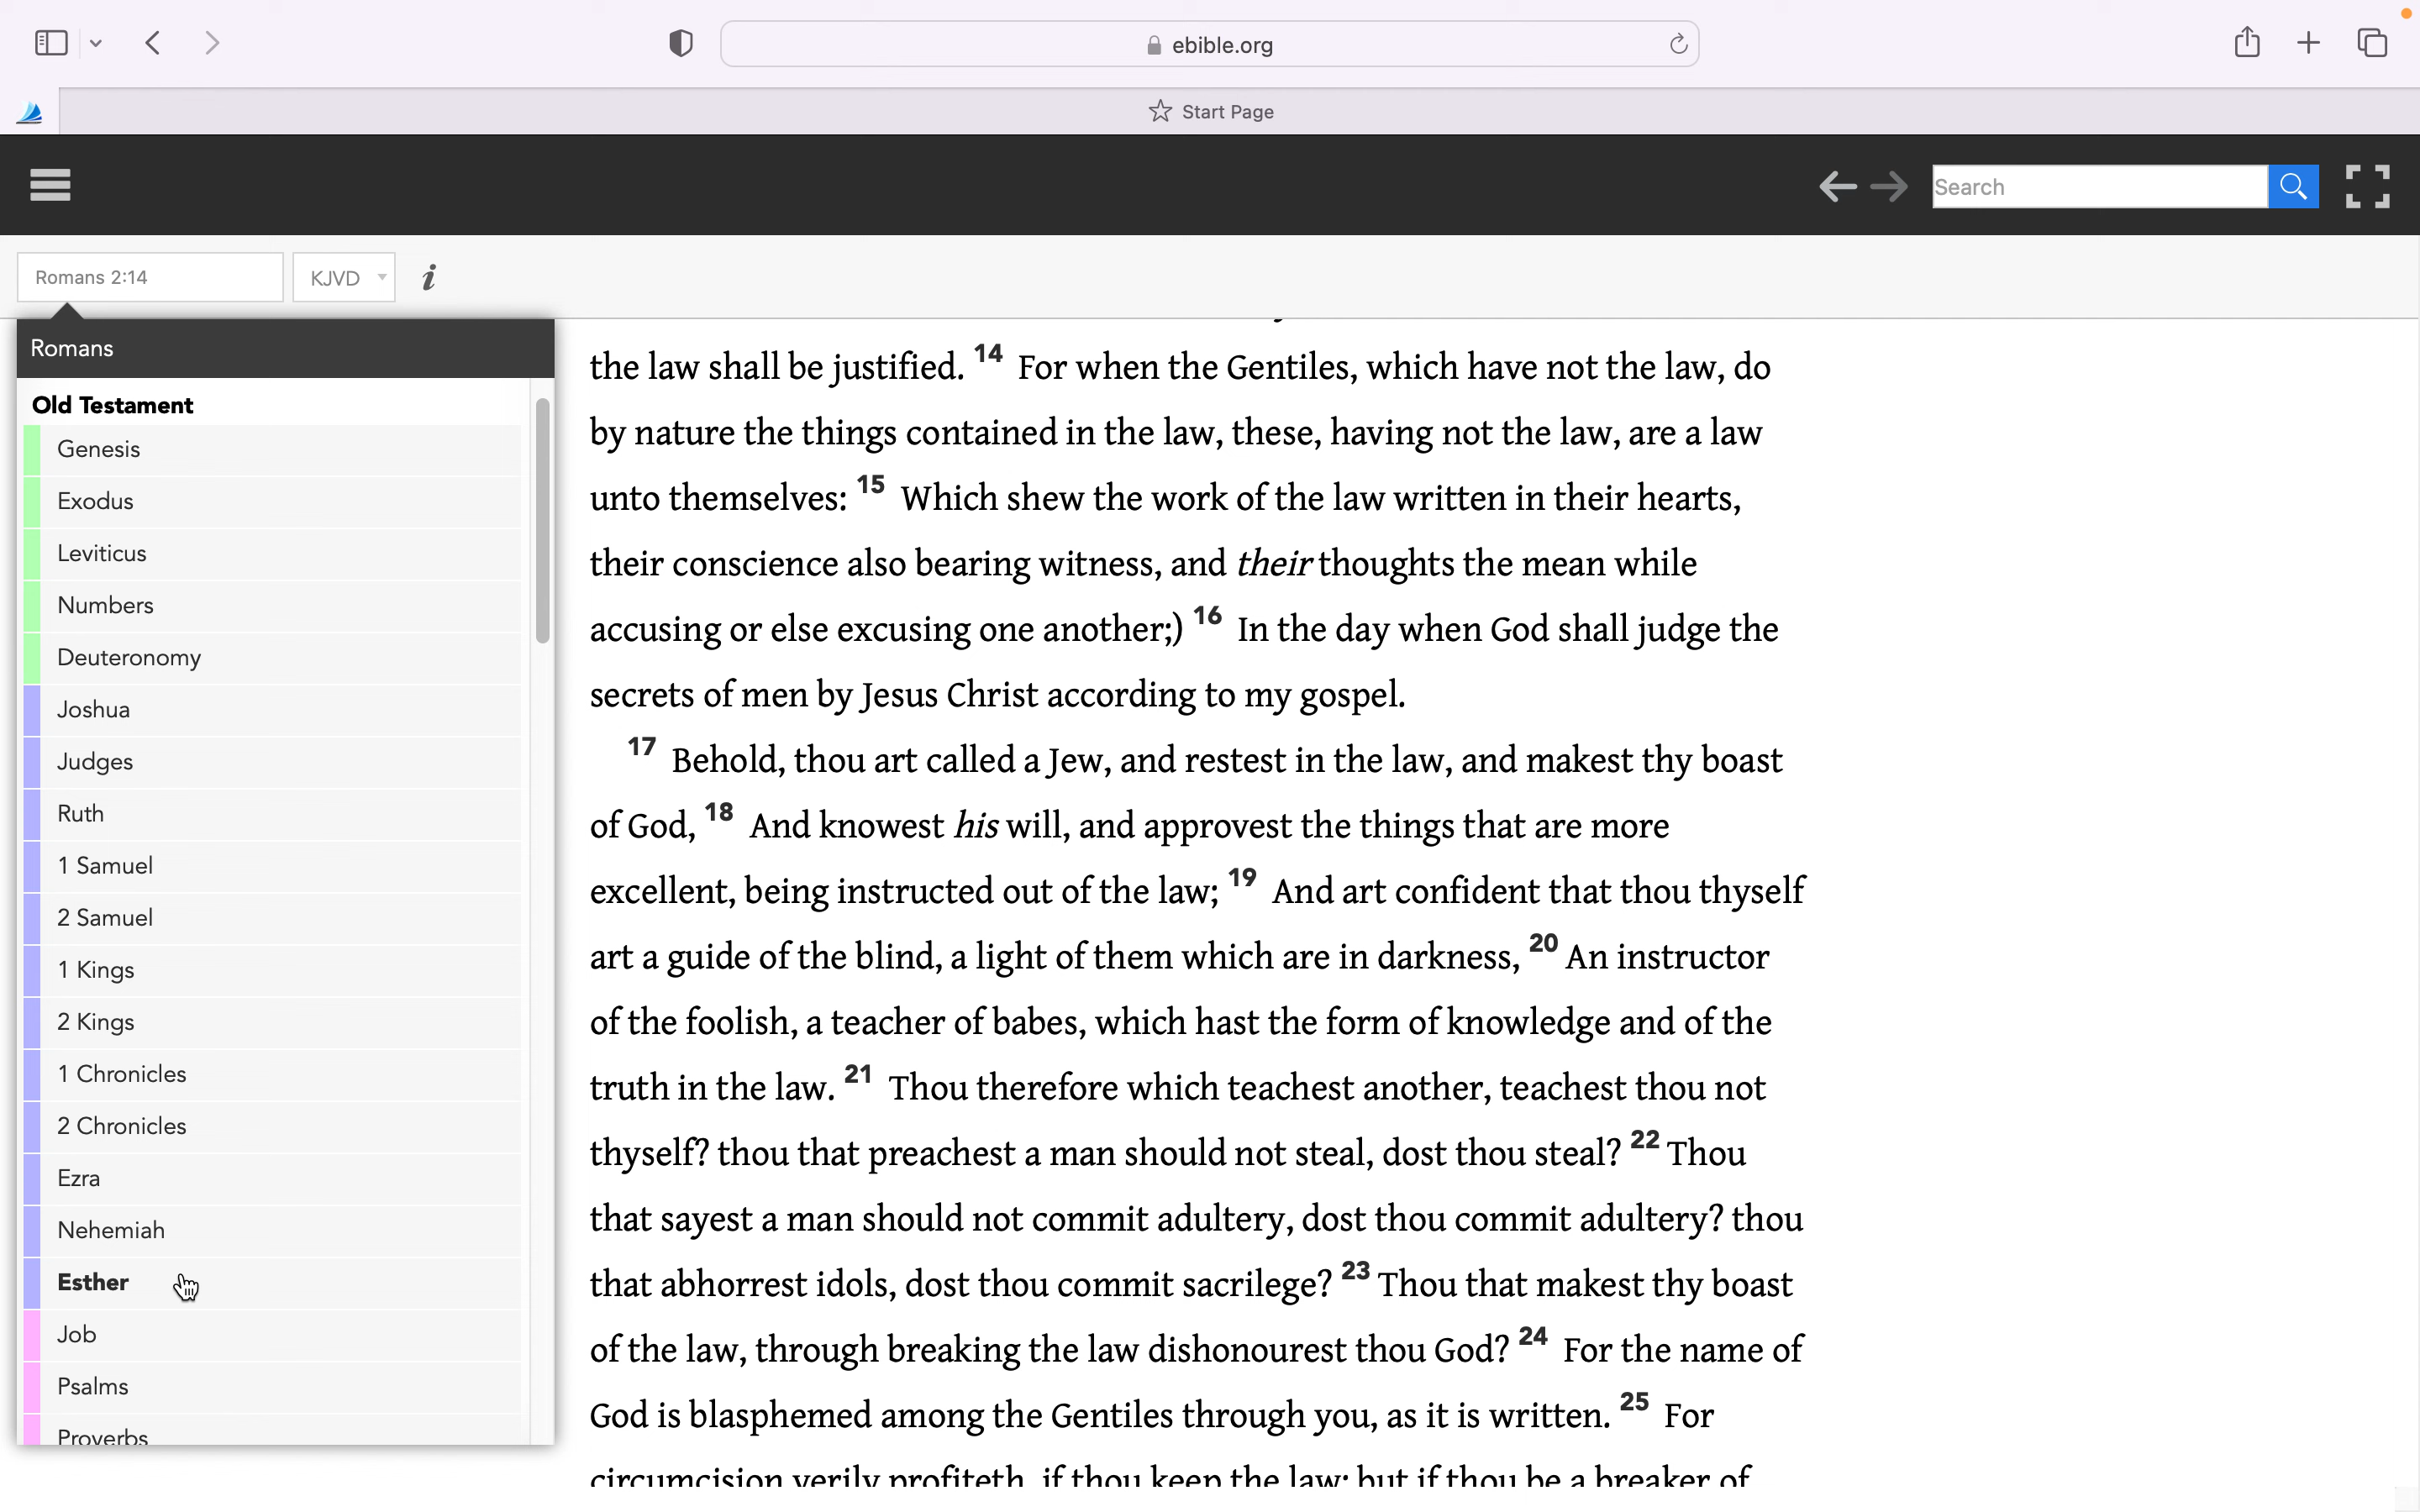 ebible.org
Start Page
Search
Romans 2:14
KJVD
i
Romans
Old Testament
Genesis
Exodus
Leviticus
Numbers
Deuteronomy
Joshua
Judges
Ruth
1 Samuel
2 Samuel
1 Kings
2 Kings
1 Chronicles
2 Chronicles
Ezra
Nehemiah
Esther
Job
Psalms
Proverbs
the law shall be justified. 14 For when the Gentiles, which have not the law, do
by nature the things contained in the law, these, having not the law, are a law
unto themselves: 15 Which shew the work of the law written in their hearts,
their conscience also bearing witness, and their thoughts the mean while
accusing or else excusing one another;) 16 In the day when God shall judge the
secrets of men by Jesus Christ according to my gospel.
17 Behold, thou art called a Jew, and restest in the law, and makest thy boast
of God, 18 And knowest his will, and approvest the things that are more
excellent, being instructed out of the law; 19 And art confident that thou thyself
art a guide of the blind, a light of them which are in darkness, 20 An instructor
of the foolish, a teacher of babes, which hast the form of knowledge and of the
truth in the law. 21 Thou therefore which teachest another, teachest thou not
thyself? thou that preachest a man should not steal, dost thou steal? 22 Thou
that sayest a man should not commit adultery, dost thou commit adultery? thou
that abhorrest idols, dost thou commit sacrilege? 23 Thou that makest thy boast
of the law, through breaking the law dishonourest thou God? 24 For the name of
God is blasphemed among the Gentiles through you, as it is written. 25 For
circumcision verily profiteth, if thou keep the law: but if thou be a breaker of